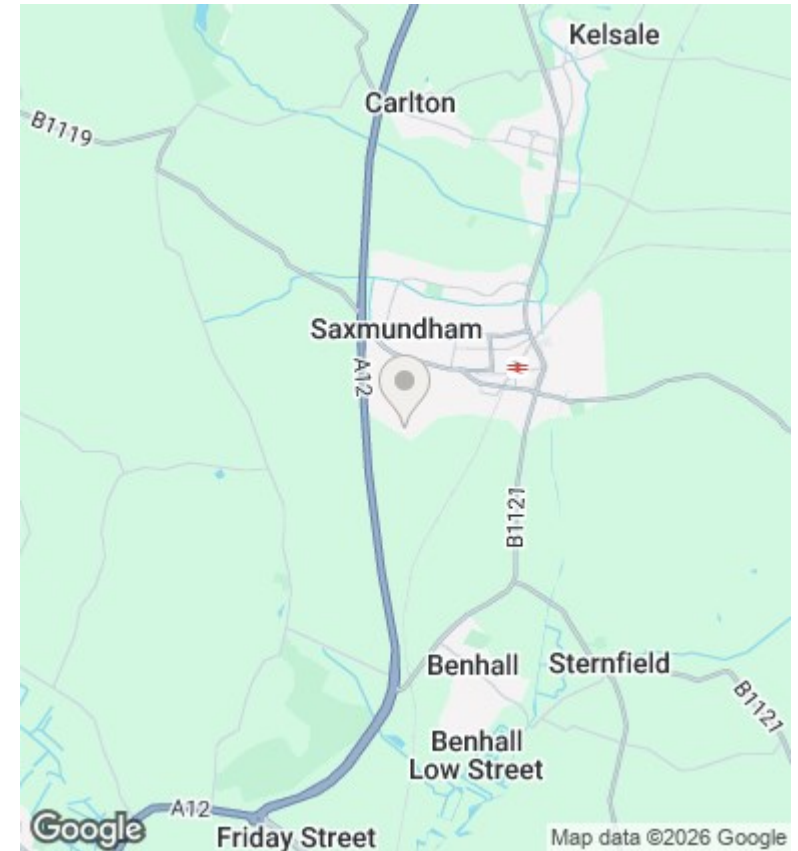 Kelsale
Carlton
B1119
Saxmundham
A12
B1121
Benhall
Sternfield
B1121
Benhall
Low Street
A12
Friday Street
Google
Map data ©2026 Google